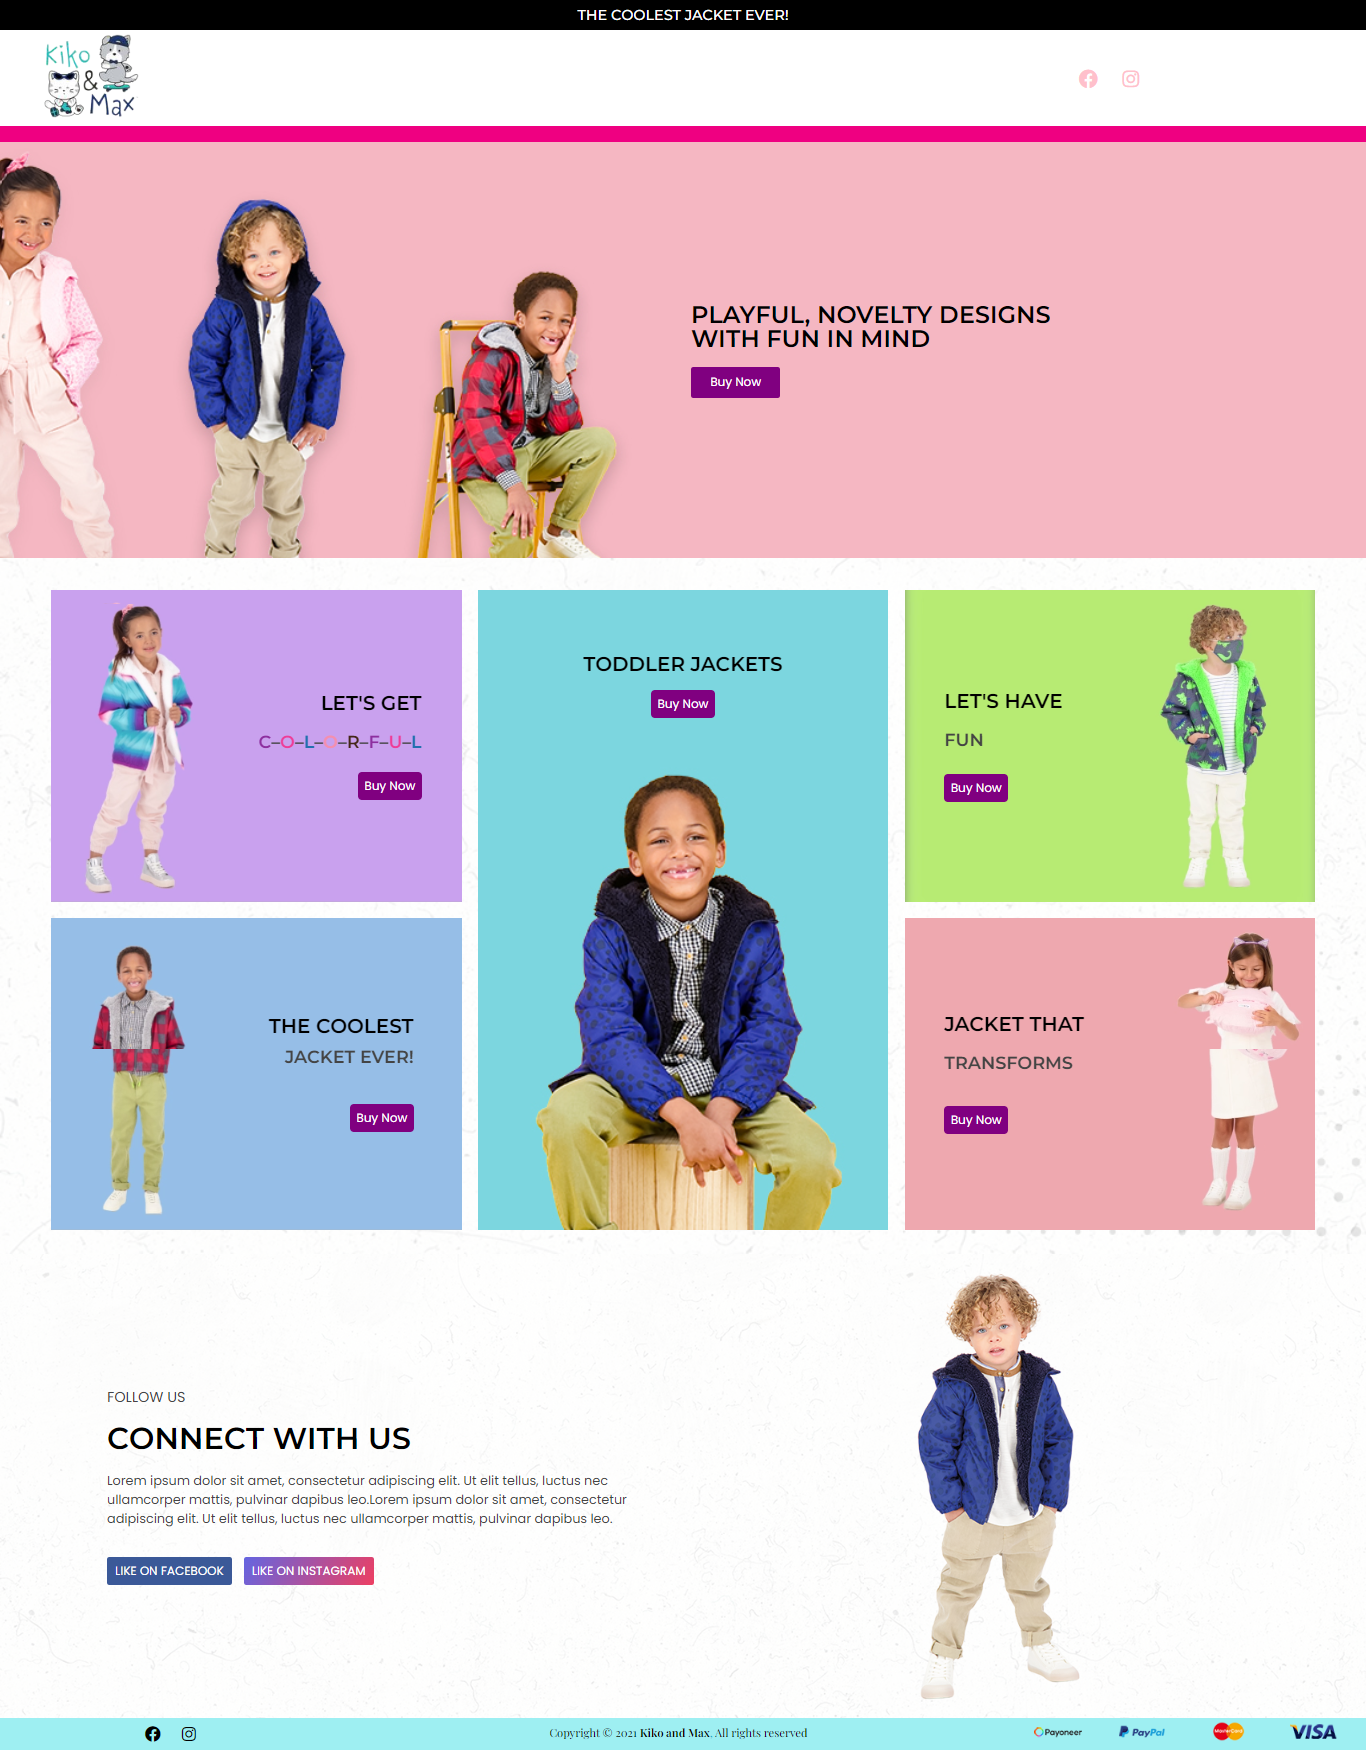 THE COOLEST JACKET EVER!
Kiko
&
Max
PLAYFUL, NOVELTY DESIGNS
WITH FUN IN MIND
Buy Now
LET'S GET
C–O–L–O–R–F–U–L
Buy Now
TODDLER JACKETS
Buy Now
LET'S HAVE
FUN
Buy Now
THE COOLEST
JACKET EVER!
Buy Now
JACKET THAT
TRANSFORMS
Buy Now
FOLLOW US
CONNECT WITH US
Lorem ipsum dolor sit amet, consectetur adipiscing elit. Ut elit tellus, luctus nec
ullamcorper mattis, pulvinar dapibus leo.Lorem ipsum dolor sit amet, consectetur
adipiscing elit. Ut elit tellus, luctus nec ullamcorper mattis, pulvinar dapibus leo.
LIKE ON FACEBOOK
LIKE ON INSTAGRAM
Copyright © 2021 Kiko and Max. All rights reserved
Payoneer
PayPal
MasterCard
VISA